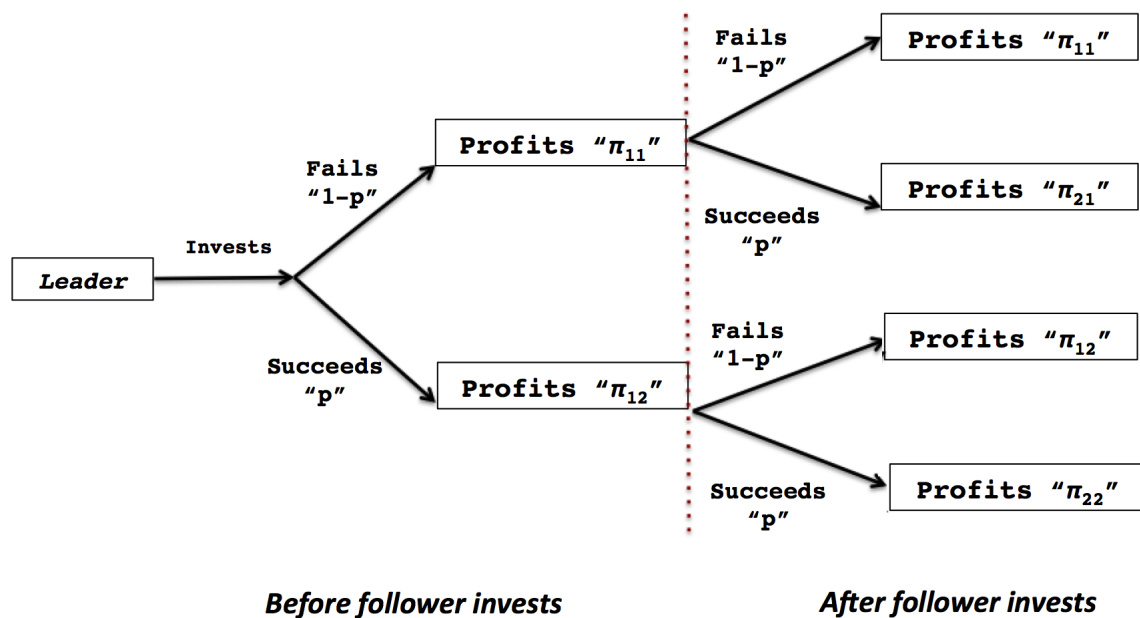 Fails
“1-p”
Profits “π11”
Profits “π11”
Fails
“1-p”
Profits “π21”
Succeeds
“p”
Invests
Leader
Fails
“1-p”
Profits “π12”
Succeeds
“p”
Profits “π12”
Succeeds
“p”
Profits “π22”
Before follower invests
After follower invests